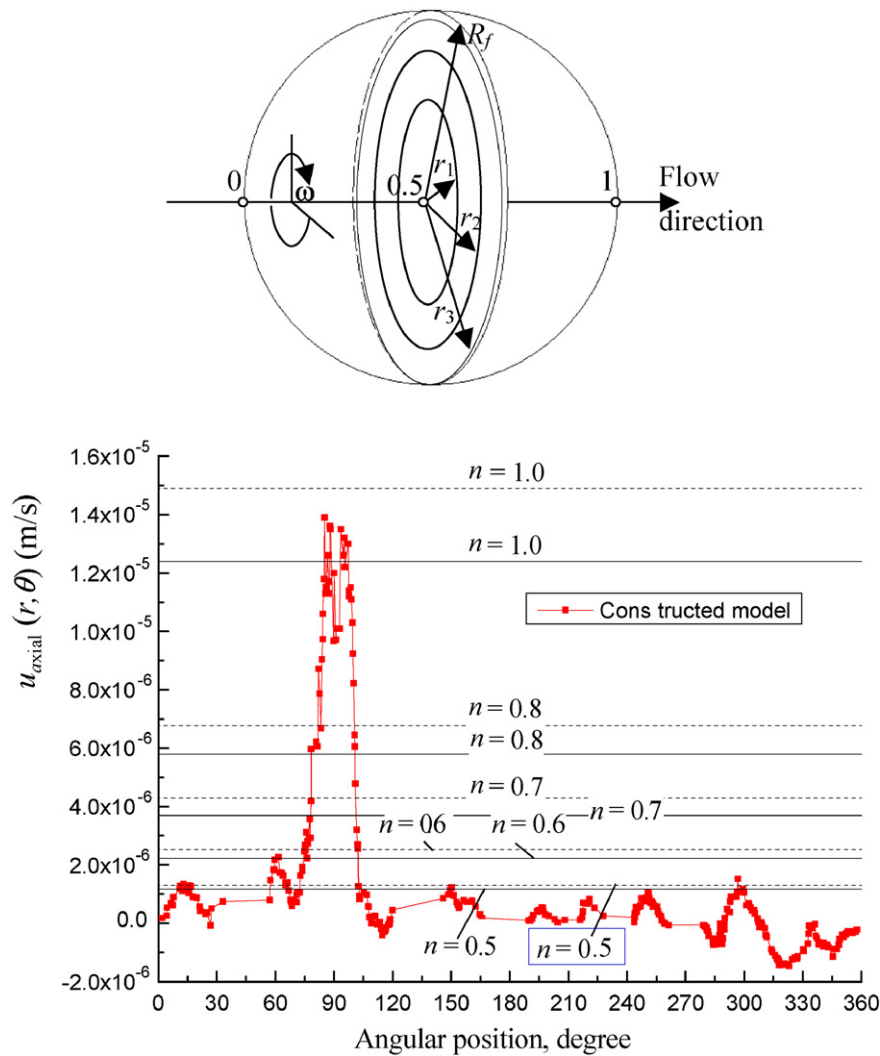 R_f
r_1
0
ω
0.5
1
Flow
direction
r_2
r_3
1.6x10^-5
1.4x10^-5
1.2x10^-5
1.0x10^-5
8.0x10^-6
6.0x10^-6
4.0x10^-6
2.0x10^-6
0.0
-2.0x10^-6
u_axial (r, θ) (m/s)
n = 1.0
n = 1.0
Cons tructed model
n = 0.8
n = 0.8
n = 0.7
n = 0.6
n = 0.6
n = 0.7
n = 0.5
n = 0.5
0 30 60 90 120 150 180 210 240 270 300 330 360
Angular position, degree